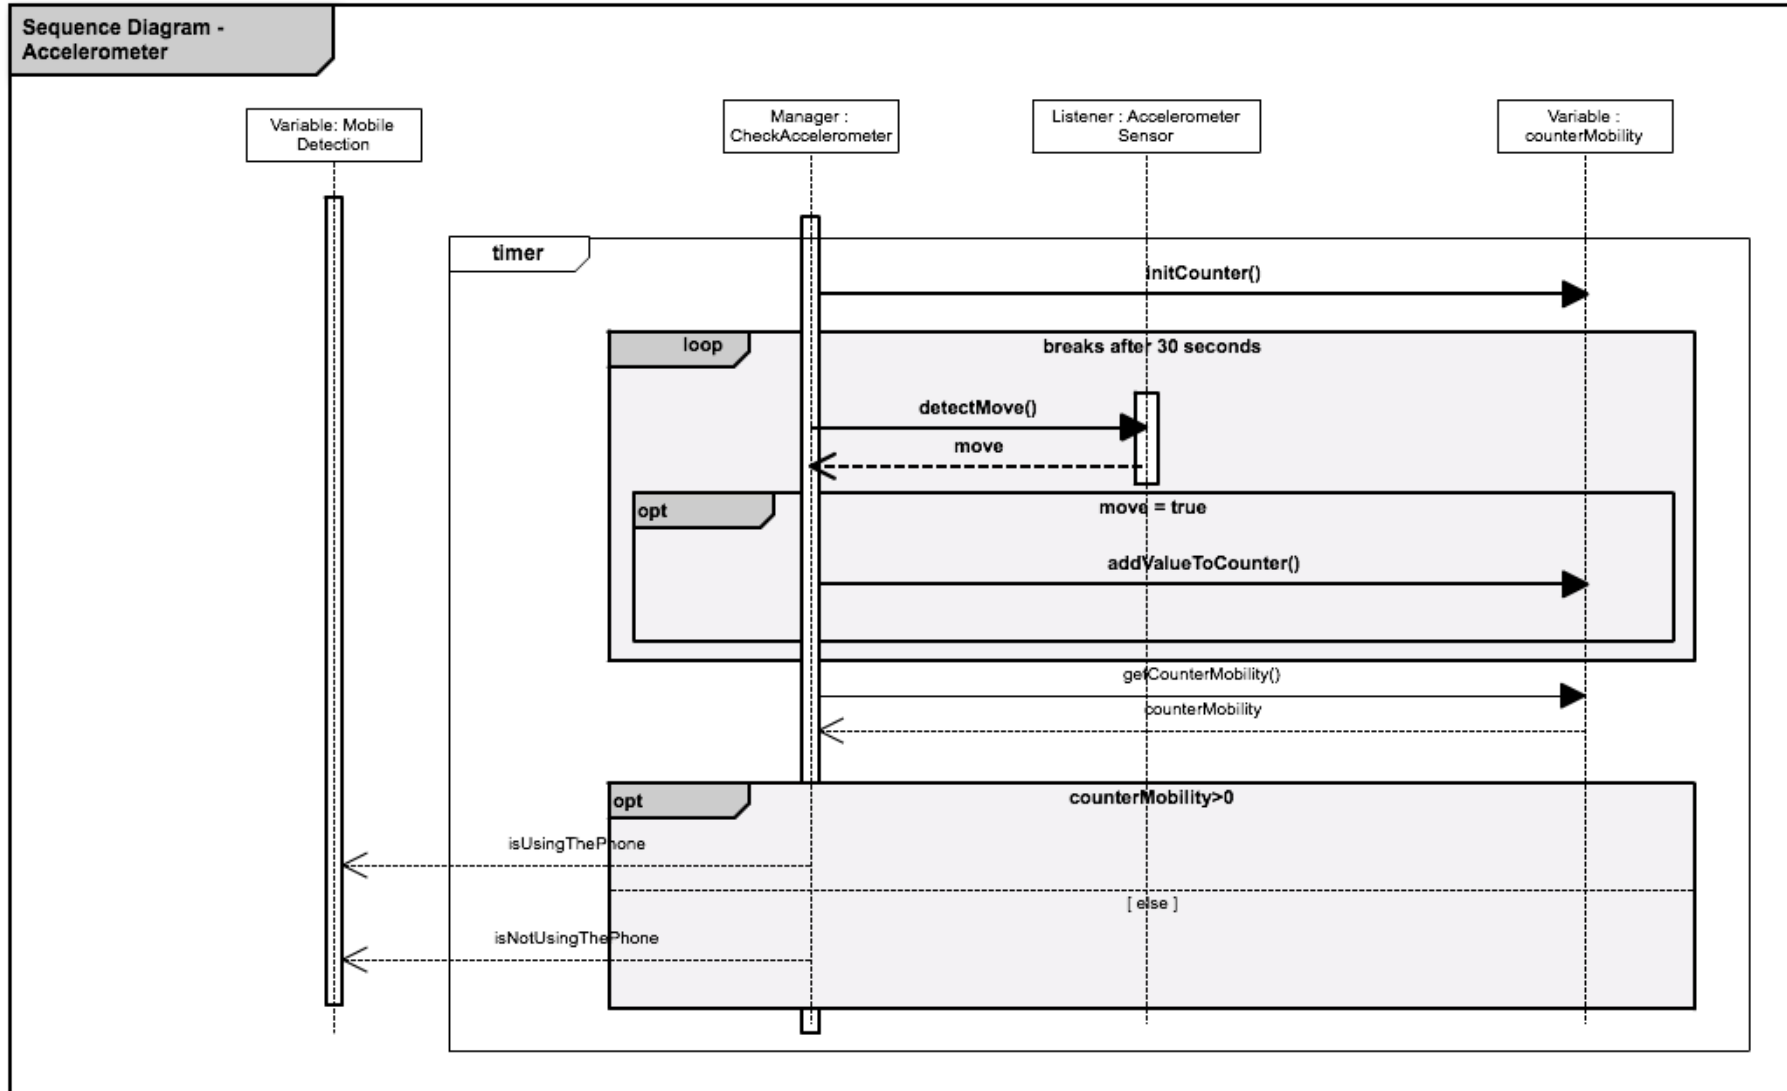 Sequence Diagram -
Accelerometer
Variable: Mobile
Detection
Manager :
CheckAccelerometer
Listener : Accelerometer
Sensor
Variable :
counterMobility
timer
initCounter()
loop
breaks after 30 seconds
detectMove()
move
opt
move = true
addValueToCounter()
getCounterMobility()
counterMobility
opt
counterMobility>0
isUsingThePhone
[ else ]
isNotUsingThePhone